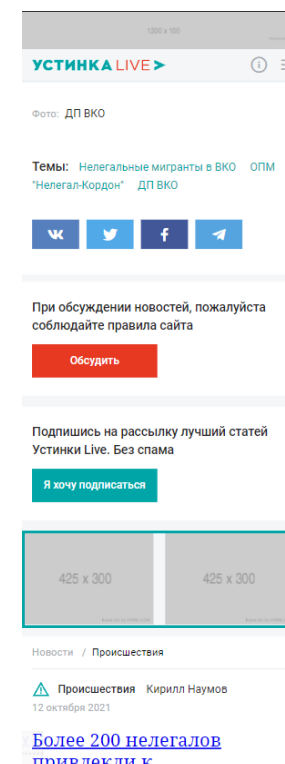 1200 x 100
УСТИНКА LIVE
Фото: ДП ВКО
Темы: Нелегальные мигранты в ВКО ОПМ
"Нелегал-Кордон" ДП ВКО
При обсуждении новостей, пожалуйста
соблюдайте правила сайта
Обсудить
Подпишись на рассылку лучший статей
Устинки Live. Без спама
Я хочу подписаться
425 x 300
425 x 300
Новости / Происшествия
Происшествия Кирилл Наумов
12 октября 2021
Более 200 нелегалов
привлекли к